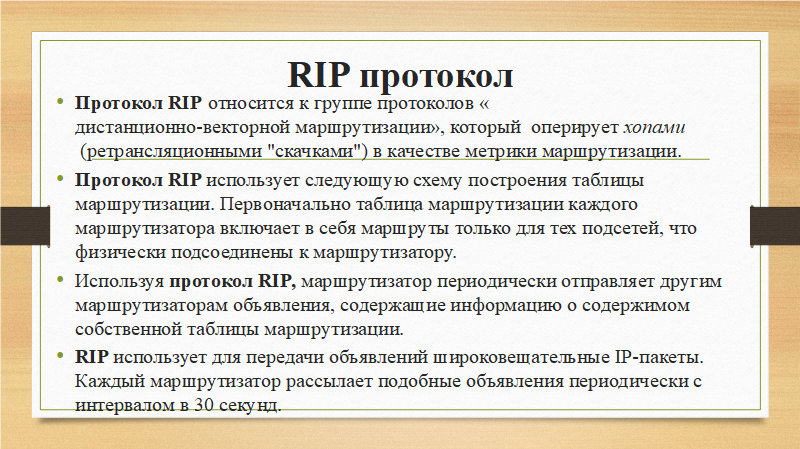 RIP протокол
• Протокол RIP относится к группе протоколов «
дистанционно-векторной маршрутизации», который  оперирует хопами
(ретрансляционными "скачками") в качестве метрики маршрутизации.
• Протокол RIP использует следующую схему построения таблицы
маршрутизации. Первоначально таблица маршрутизации каждого
маршрутизатора включает в себя маршруты только для тех подсетей, что
физически подсоединены к маршрутизатору.
• Используя протокол RIP, маршрутизатор периодически отправляет другим
маршрутизаторам объявления, содержащие информацию о содержимом
собственной таблицы маршрутизации.
• RIP использует для передачи объявлений широковещательные IP-пакеты.
Каждый маршрутизатор рассылает подобные объявления периодически с
интервалом в 30 секунд.